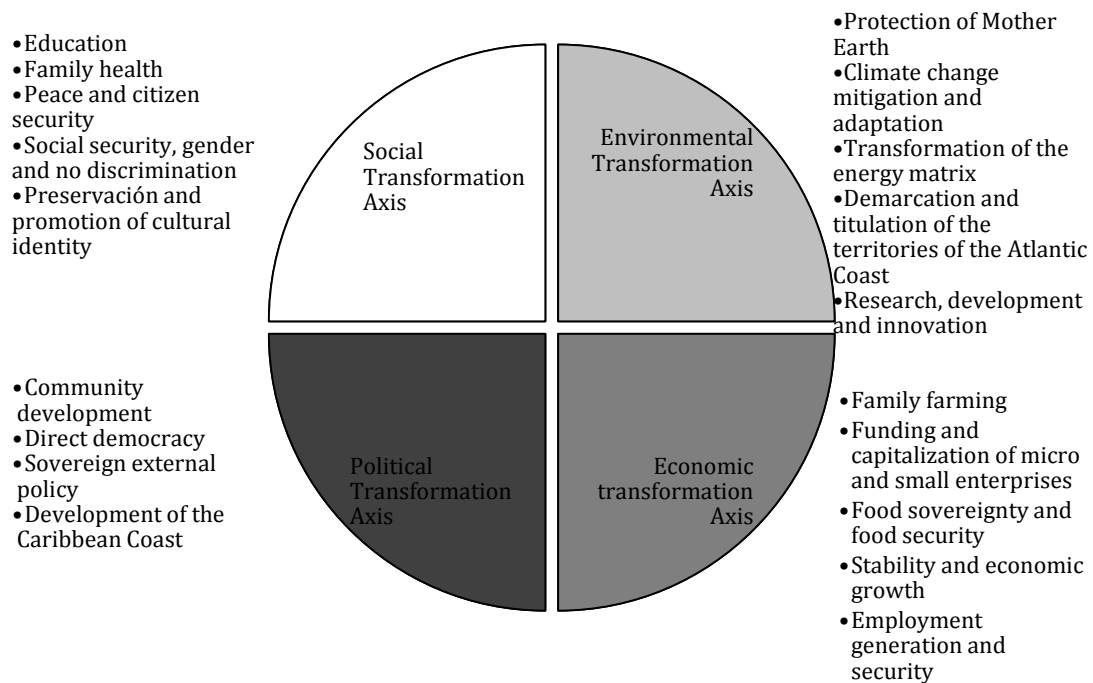 •Education
•Family health
•Peace and citizen
security
•Social security, gender
and no discrimination
•Preservación and
promotion of cultural
identity
Social
Transformation
Axis
Environmental
Transformation
Axis
•Protection of Mother
Earth
•Climate change
mitigation and
adaptation
•Transformation of the
energy matrix
•Demarcation and
titulation of the
territories of the Atlantic
Coast
•Research, development
and innovation
•Community
development
•Direct democracy
•Sovereign external
policy
•Development of the
Caribbean Coast
Political
Transformation
Axis
Economic
transformation
Axis
•Family farming
•Funding and
capitalization of micro
and small enterprises
•Food sovereignty and
food security
•Stability and economic
growth
•Employment
generation and
security